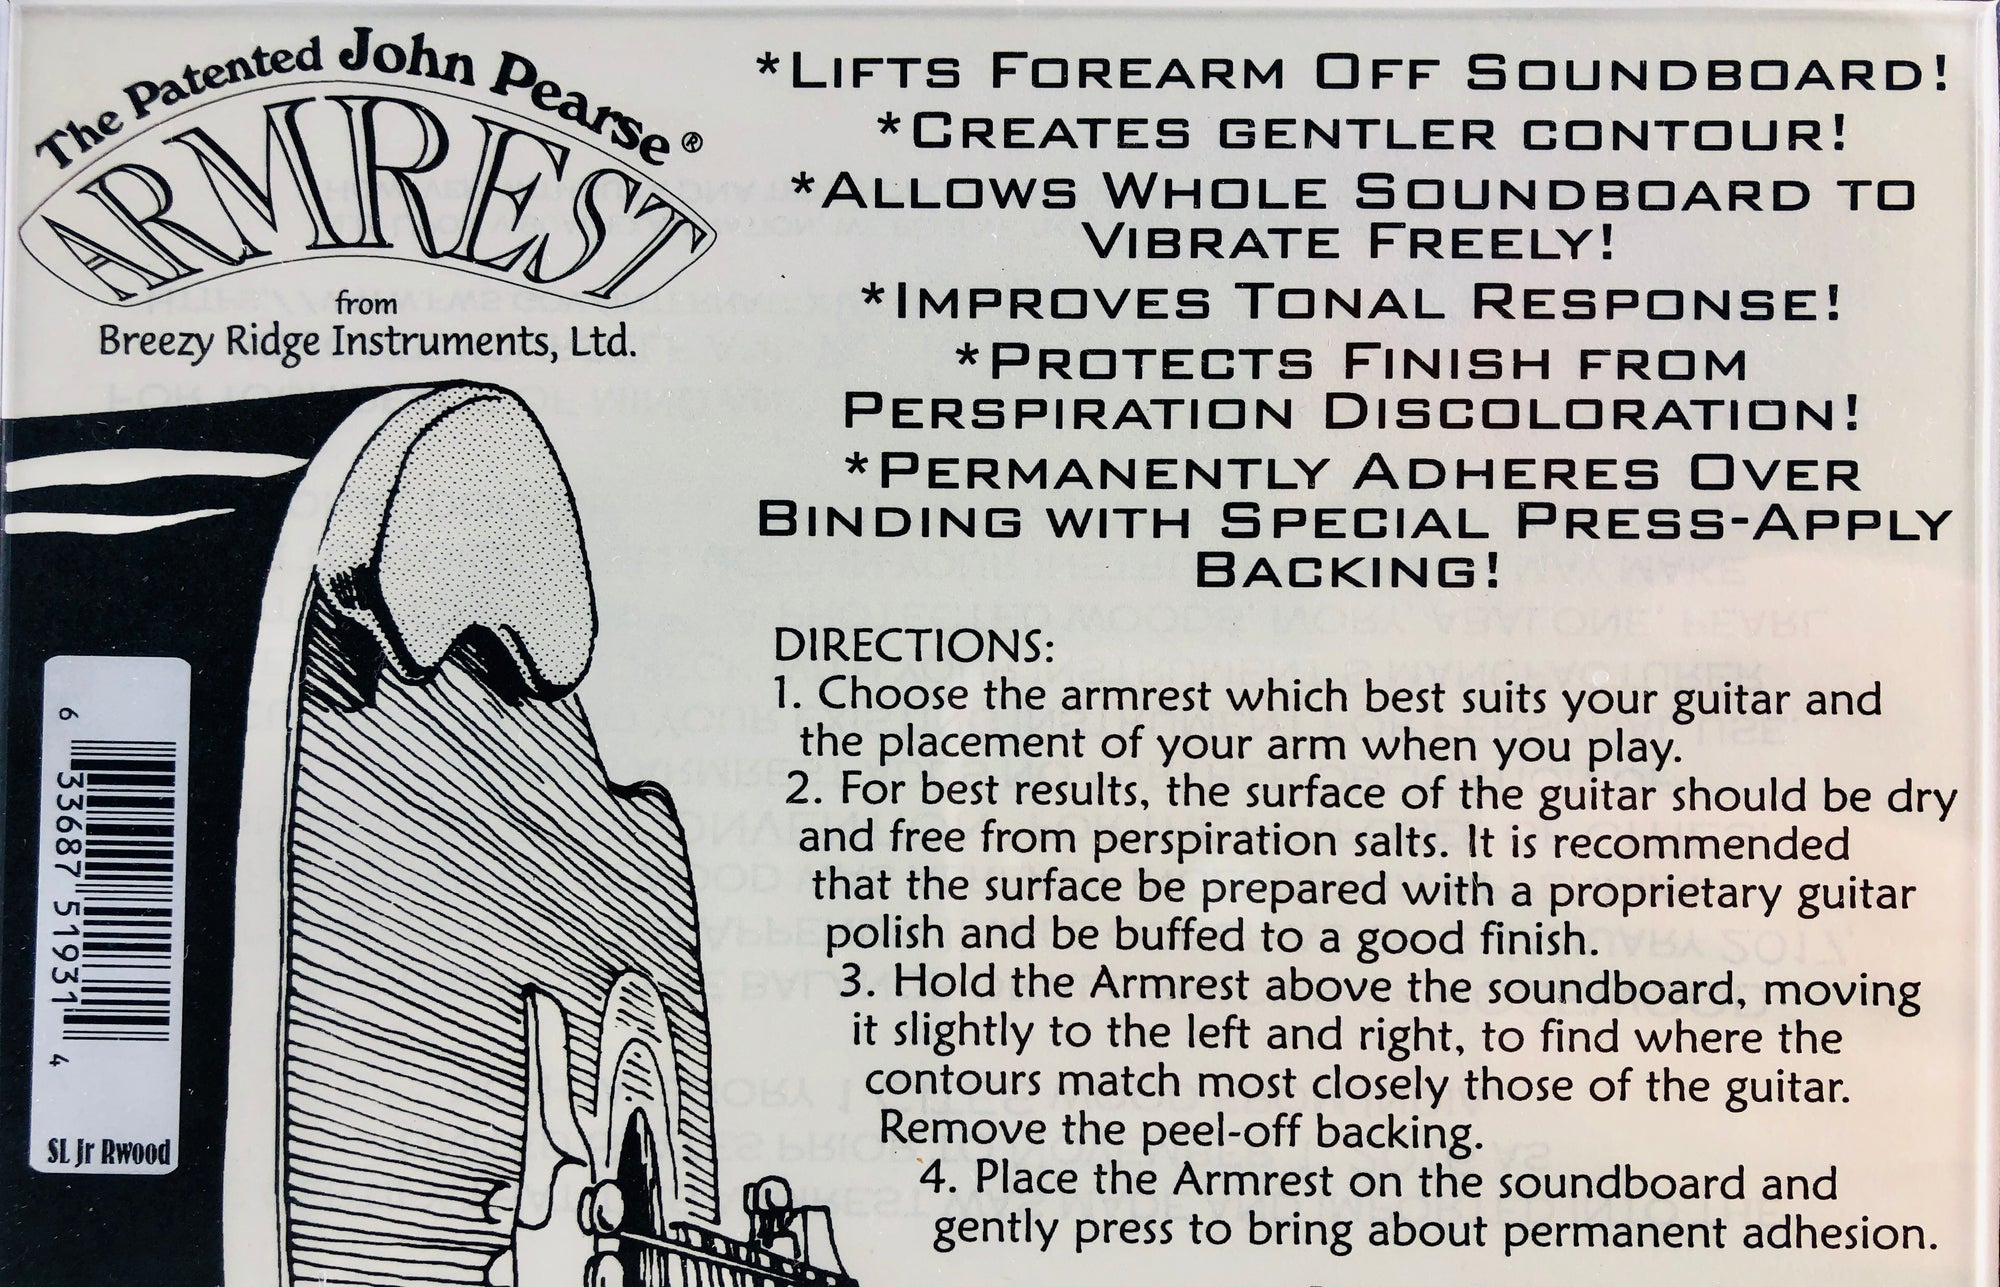 The Patented John Pearse®
ARMREST
from
Breezy Ridge Instruments, Ltd.
*LIFTS FOREARM OFF SOUNDBOARD!
*CREATES GENTLER CONTOUR!
*ALLOWS WHOLE SOUNDBOARD TO
VIBRATE FREELY!
*IMPROVES TONAL RESPONSE!
*PROTECTS FINISH FROM
PERSPIRATION DISCOLORATION!
*PERMANENTLY ADHERES OVER
BINDING WITH SPECIAL PRESS-APPLY
BACKING!
DIRECTIONS:
1. Choose the armrest which best suits your guitar and
the placement of your arm when you play.
2. For best results, the surface of the guitar should be dry
and free from perspiration salts. It is recommended
that the surface be prepared with a proprietary guitar
polish and be buffed to a good finish.
3. Hold the Armrest above the soundboard, moving
it slightly to the left and right, to find where the
contours match most closely those of the guitar.
Remove the peel-off backing.
4. Place the Armrest on the soundboard and
gently press to bring about permanent adhesion.
6 33687 51931 4
SL Jr Rwood